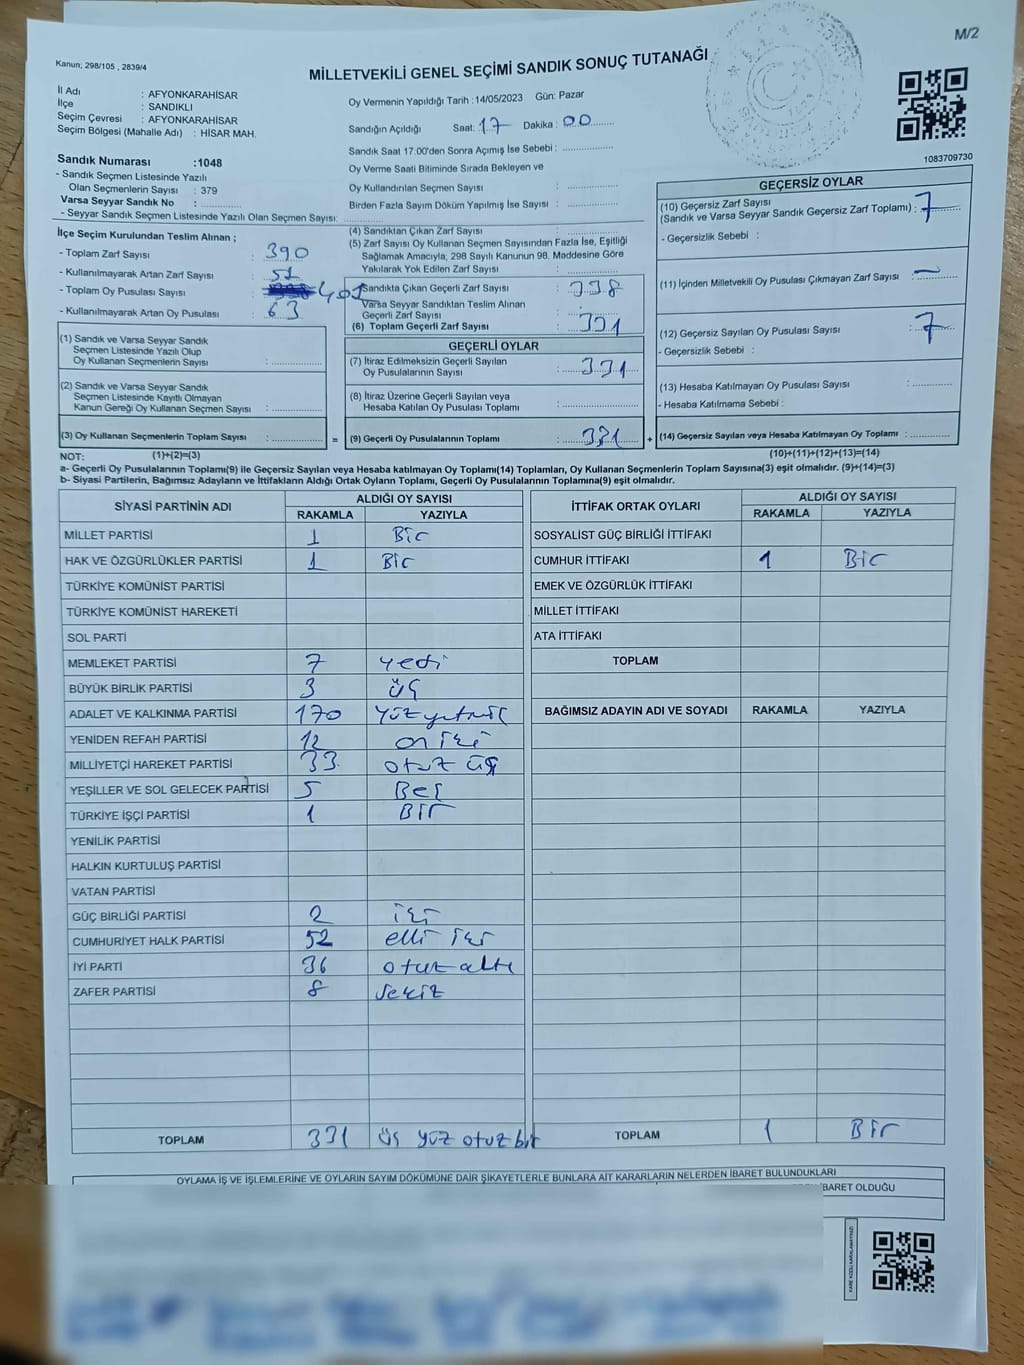 M/2
Kanun; 298/105 , 2839/4
MİLLETVEKİLİ GENEL SEÇİMİ SANDIK SONUÇ TUTANAĞI
İl Adı : AFYONKARAHİSAR
İlçe : SANDIKLI
Seçim Çevresi : AFYONKARAHİSAR
Seçim Bölgesi (Mahalle Adı) : HİSAR MAH.
Oy Vermenin Yapıldığı Tarih :14/05/2023 Gün: Pazar
Sandığın Açıldığı Saat: 17 Dakika : 00
Sandık Saat 17:00'den Sonra Açımış İse Sebebi :
Oy Verme Saati Bitiminde Sırada Bekleyen ve
Oy Kullandırılan Seçmen Sayısı :
Birden Fazla Sayım Döküm Yapılmış İse Sayısı :
1083709730
Sandık Numarası :1048
- Sandık Seçmen Listesinde Yazılı
Olan Seçmenlerin Sayısı : 379
Varsa Seyyar Sandık No :
- Seyyar Sandık Seçmen Listesinde Yazılı Olan Seçmen Sayısı:
İlçe Seçim Kurulundan Teslim Alınan ;
- Toplam Zarf Sayısı : 390
- Kullanılmayarak Artan Zarf Sayısı : 52
- Toplam Oy Pusulası Sayısı :
- Kullanılmayarak Artan Oy Pusulası : 63
(4) Sandıktan Çıkan Zarf Sayısı :
(5) Zarf Sayısı Oy Kullanan Seçmen Sayısından Fazla İse, Eşitliği
Sağlamak Amacıyla, 298 Sayılı Kanunun 98. Maddesine Göre
Yakılarak Yok Edilen Zarf Sayısı :
Sandıkta Çıkan Geçerli Zarf Sayısı : 338
Varsa Seyyar Sandıktan Teslim Alınan
Geçerli Zarf Sayısı :
(6) Toplam Geçerli Zarf Sayısı : 331
GEÇERSİZ OYLAR
(10) Geçersiz Zarf Sayısı
(Sandık ve Varsa Seyyar Sandık Geçersiz Zarf Toplamı) : 7
- Geçersizlik Sebebi :
(11) İçinden Milletvekili Oy Pusulası Çıkmayan Zarf Sayısı : –
(12) Geçersiz Sayılan Oy Pusulası Sayısı : 7
- Geçersizlik Sebebi :
(13) Hesaba Katılmayan Oy Pusulası Sayısı :
- Hesaba Katılmama Sebebi :
(14) Geçersiz Sayılan veya Hesaba Katılmayan Oy Toplamı :
(1) Sandık ve Varsa Seyyar Sandık
Seçmen Listesinde Yazılı Olup
Oy Kullanan Seçmenlerin Sayısı :
(2) Sandık ve Varsa Seyyar Sandık
Seçmen Listesinde Kayıtlı Olmayan
Kanun Gereği Oy Kullanan Seçmen Sayısı :
(3) Oy Kullanan Seçmenlerin Toplam Sayısı : =
GEÇERLİ OYLAR
(7) İtiraz Edilmeksizin Geçerli Sayılan
Oy Pusulalarının Sayısı : 331
(8) İtiraz Üzerine Geçerli Sayılan veya
Hesaba Katılan Oy Pusulası Toplamı :
(9) Geçerli Oy Pusulalarının Toplamı : 331 +
NOT: (1)+(2)=(3) (10)+(11)+(12)+(13)=(14)
a- Geçerli Oy Pusulalarının Toplamı(9) ile Geçersiz Sayılan veya Hesaba katılmayan Oy Toplamı(14) Toplamları, Oy Kullanan Seçmenlerin Toplam Sayısına(3) eşit olmalıdır. (9)+(14)=(3)
b- Siyasi Partilerin, Bağımsız Adayların ve İttifakların Aldığı Ortak Oyların Toplamı, Geçerli Oy Pusulalarının Toplamına(9) eşit olmalıdır.
SİYASİ PARTİNİN ADI ALDIĞI OY SAYISI
RAKAMLA YAZIYLA
MİLLET PARTİSİ 1 Bir
HAK VE ÖZGÜRLÜKLER PARTİSİ 1 Bir
TÜRKİYE KOMÜNİST PARTİSİ
TÜRKİYE KOMÜNİST HAREKETİ
SOL PARTİ
MEMLEKET PARTİSİ 7 yedi
BÜYÜK BİRLİK PARTİSİ 3 üç
ADALET VE KALKINMA PARTİSİ 170 yüz yetmiş
YENİDEN REFAH PARTİSİ 12 on iki
MİLLİYETÇİ HAREKET PARTİSİ 33 otuz üç
YEŞİLLER VE SOL GELECEK PARTİSİ 5 Beş
TÜRKİYE İŞÇİ PARTİSİ 1 Bir
YENİLİK PARTİSİ
HALKIN KURTULUŞ PARTİSİ
VATAN PARTİSİ
GÜÇ BİRLİĞİ PARTİSİ 2 iki
CUMHURİYET HALK PARTİSİ 52 elli iki
İYİ PARTİ 36 otuz altı
ZAFER PARTİSİ 8 sekiz
TOPLAM 331 üç yüz otuz bir
İTTİFAK ORTAK OYLARI ALDIĞI OY SAYISI
RAKAMLA YAZIYLA
SOSYALİST GÜÇ BİRLİĞİ İTTİFAKI
CUMHUR İTTİFAKI 1 Bir
EMEK VE ÖZGÜRLÜK İTTİFAKI
MİLLET İTTİFAKI
ATA İTTİFAKI
TOPLAM
BAĞIMSIZ ADAYIN ADI VE SOYADI RAKAMLA YAZIYLA
TOPLAM 1 Bir
OYLAMA İŞ VE İŞLEMLERİNE VE OYLARIN SAYIM DÖKÜMÜNE DAİR ŞİKAYETLERLE BUNLARA AİT KARARLARIN NELERDEN İBARET BULUNDUKLARI
İBARET OLDUĞU
KARE KODU KARALAMAYINIZ!